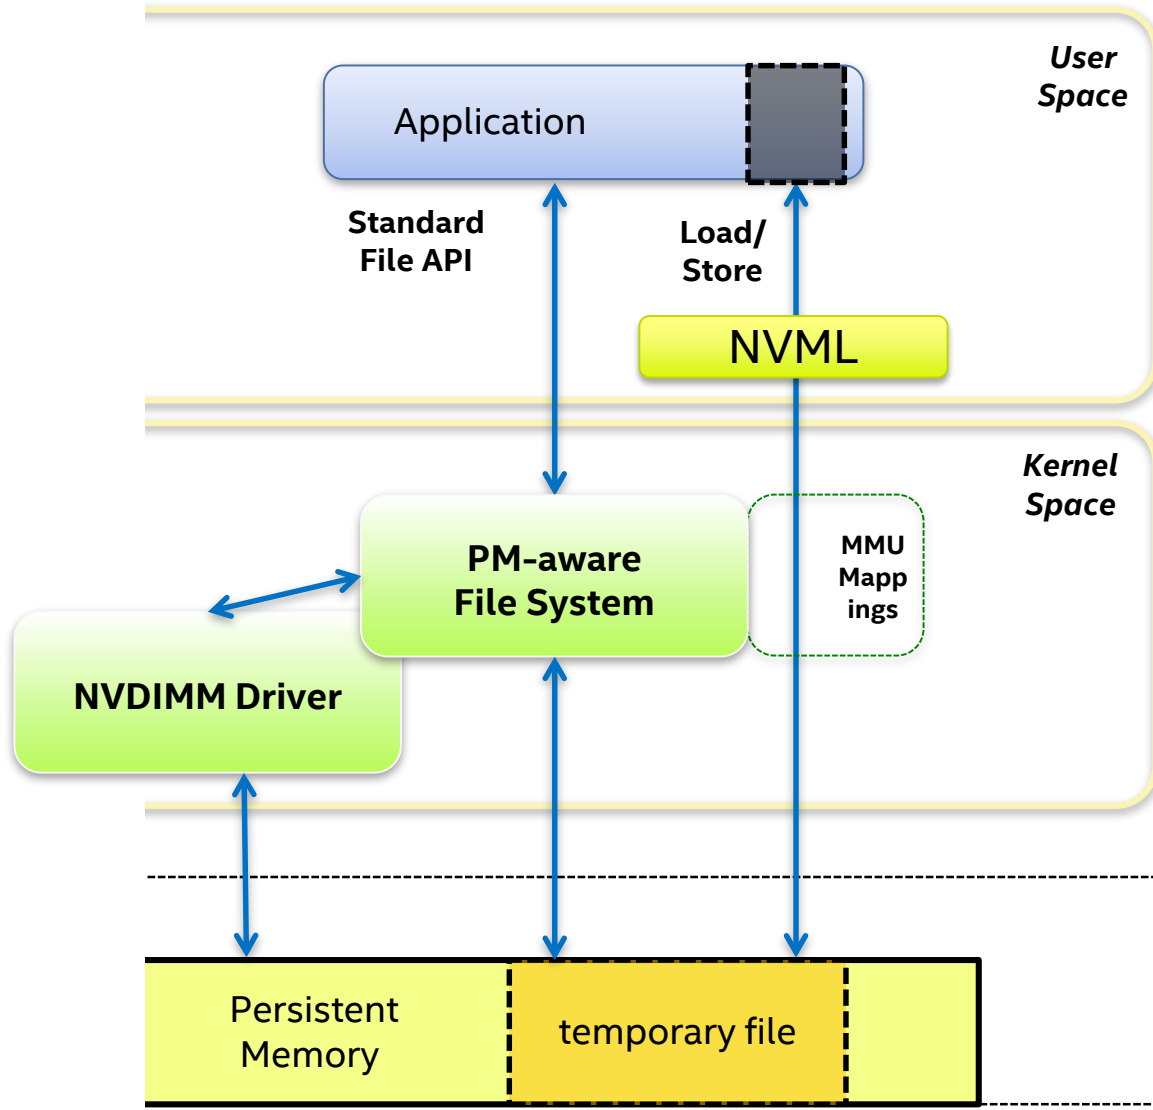 User
Space
Application
Standard
File API
Load/
Store
NVML
Kernel
Space
PM-aware
File System
MMU
Mapp
ings
NVDIMM Driver
Persistent
Memory
temporary file